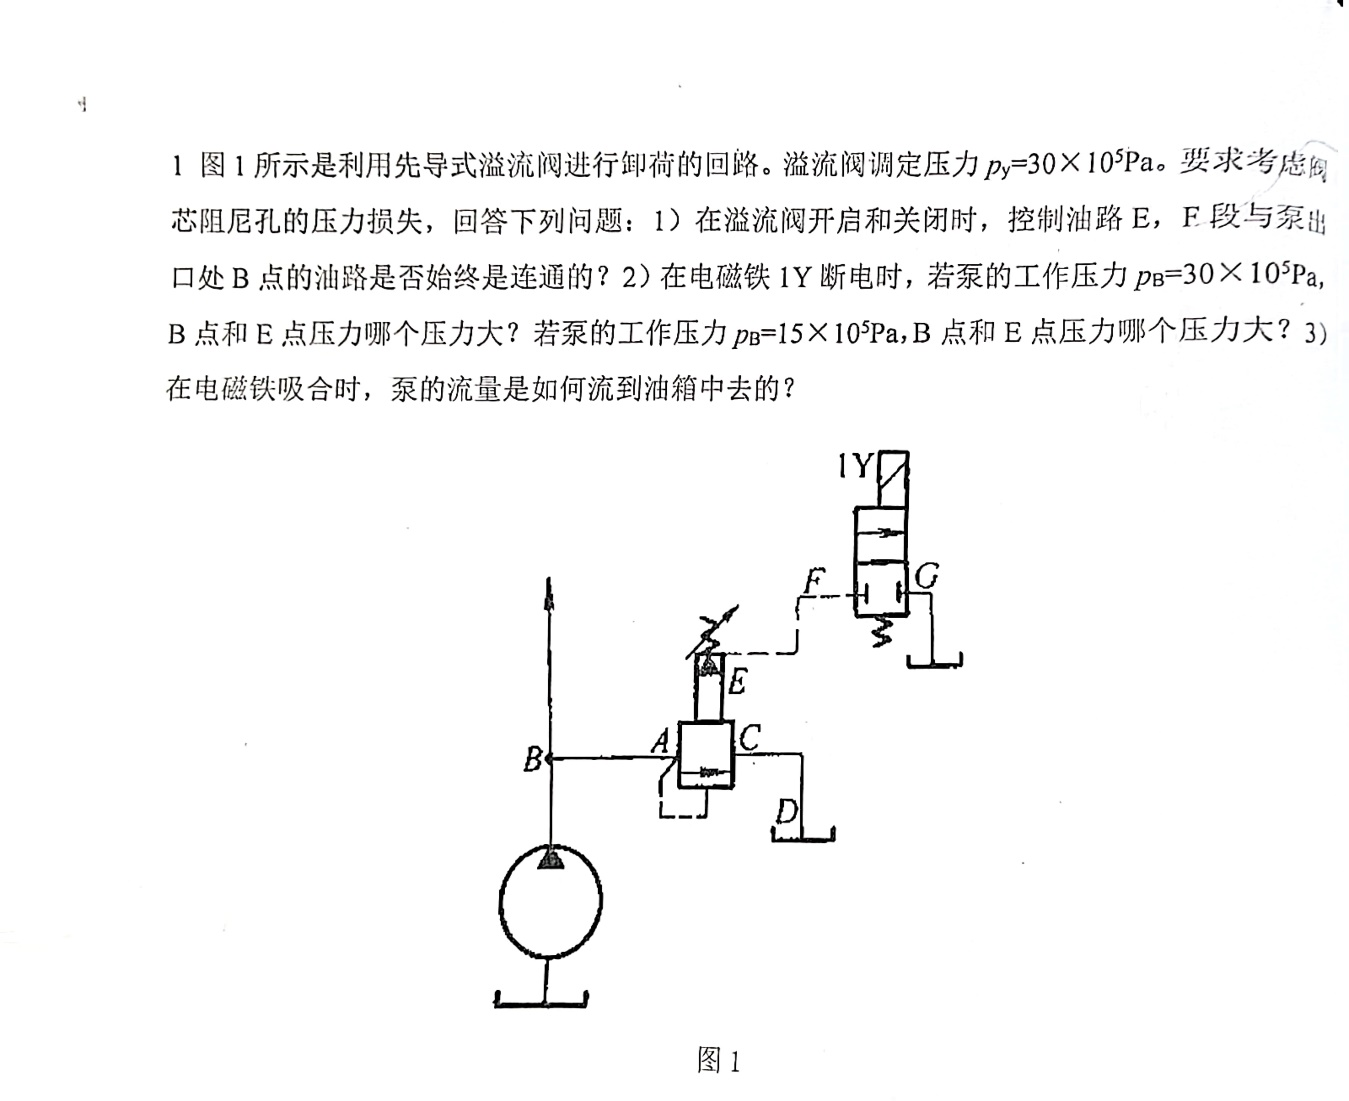 1 图1所示是利用先导式溢流阀进行卸荷的回路。溢流阀调定压力 py=30×10⁵Pa。要求考虑阀
芯阻尼孔的压力损失，回答下列问题：1）在溢流阀开启和关闭时，控制油路 E，F 段与泵出
口处 B 点的油路是否始终是连通的？2）在电磁铁 1Y 断电时，若泵的工作压力 pB=30×10⁵Pa,
B 点和 E 点压力哪个压力大？若泵的工作压力 pB=15×10⁵Pa,B 点和 E 点压力哪个压力大？3）
在电磁铁吸合时，泵的流量是如何流到油箱中去的？
1Y
F
G
E
A
C
B
D
图1